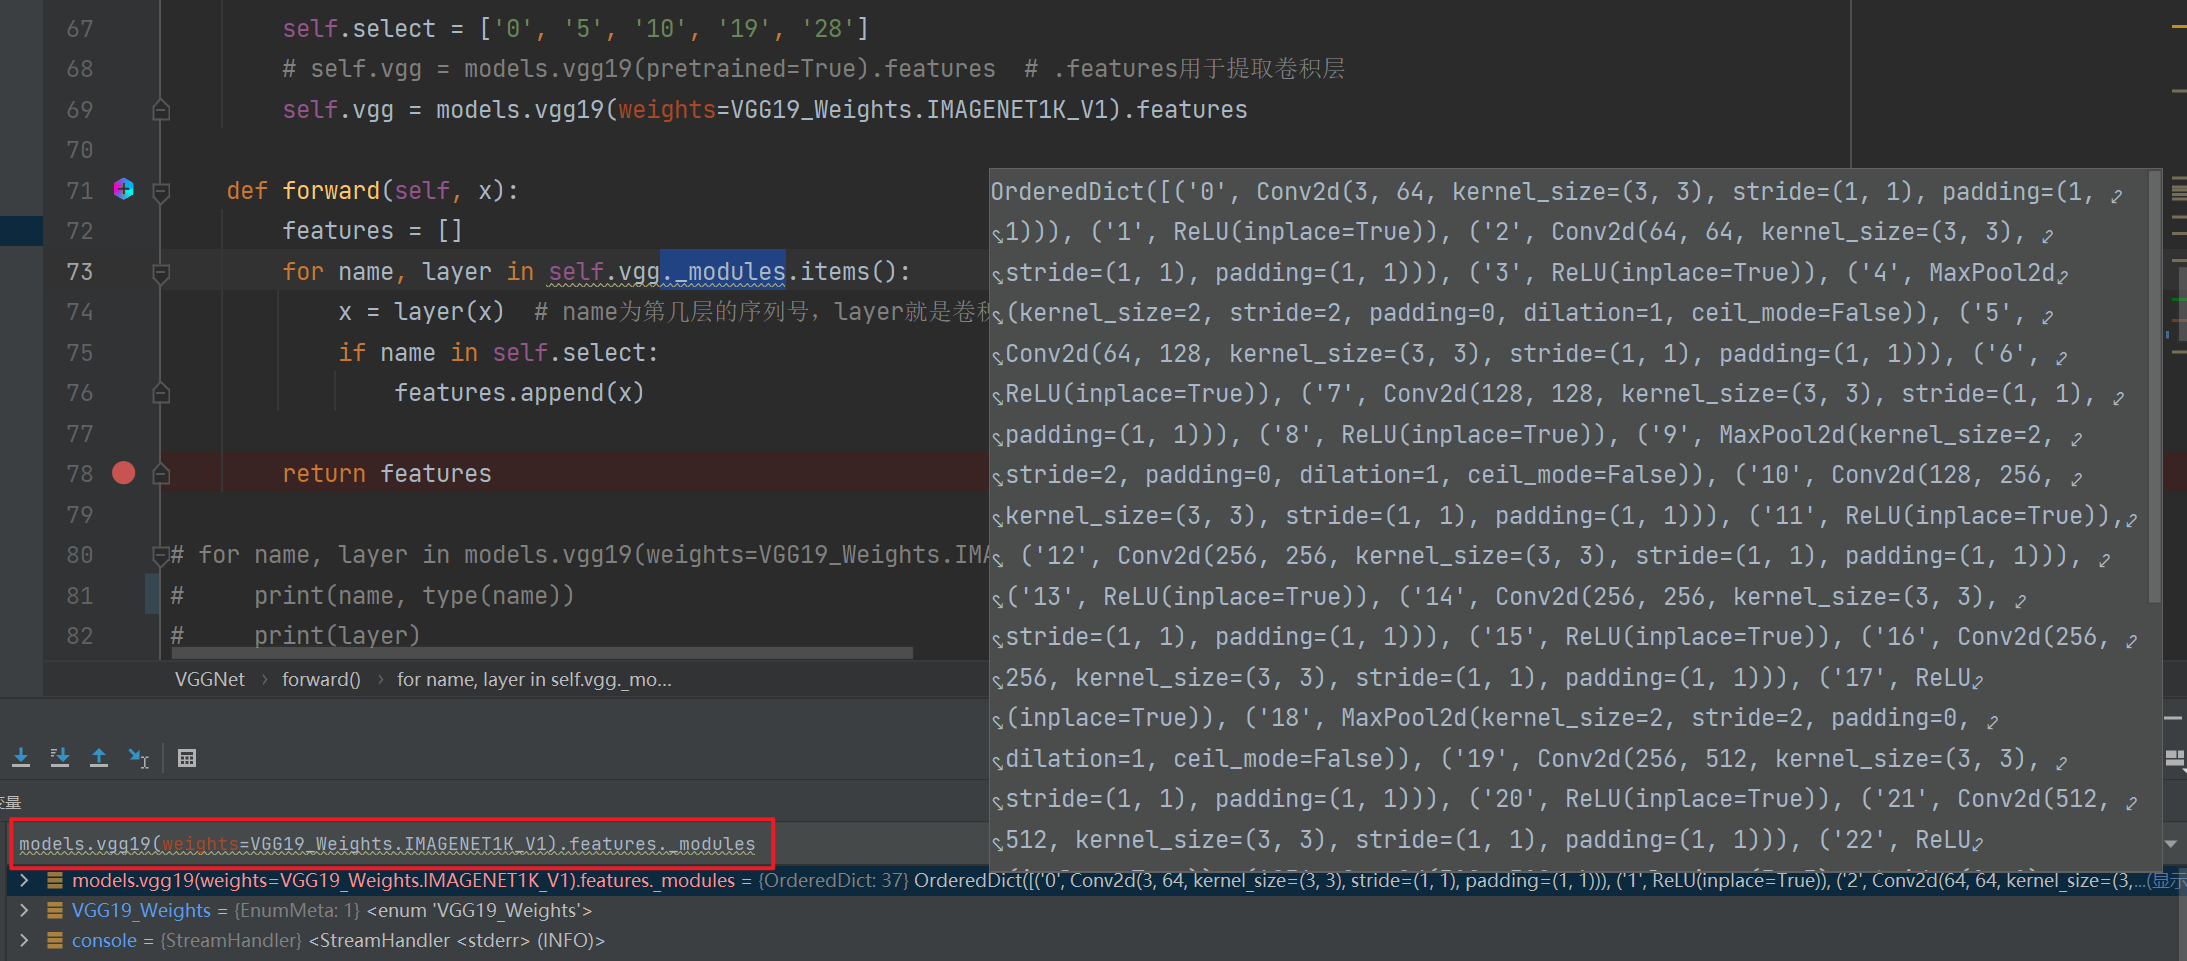 67 self.select = ['0', '5', '10', '19', '28']
68 # self.vgg = models.vgg19(pretrained=True).features  # .features用于提取卷积层
69 self.vgg = models.vgg19(weights=VGG19_Weights.IMAGENET1K_V1).features
70
71 def forward(self, x):
72 features = []
73 for name, layer in self.vgg._modules.items():
74 x = layer(x)  # name为第几层的序列号，layer就是卷
75 if name in self.select:
76 features.append(x)
77
78 return features
79
80 # for name, layer in models.vgg19(weights=VGG19_Weights.IMA
81 #     print(name, type(name))
82 #     print(layer)
OrderedDict([('0', Conv2d(3, 64, kernel_size=(3, 3), stride=(1, 1), padding=(1,
1))), ('1', ReLU(inplace=True)), ('2', Conv2d(64, 64, kernel_size=(3, 3),
stride=(1, 1), padding=(1, 1))), ('3', ReLU(inplace=True)), ('4', MaxPool2d
(kernel_size=2, stride=2, padding=0, dilation=1, ceil_mode=False)), ('5',
Conv2d(64, 128, kernel_size=(3, 3), stride=(1, 1), padding=(1, 1))), ('6',
ReLU(inplace=True)), ('7', Conv2d(128, 128, kernel_size=(3, 3), stride=(1, 1),
padding=(1, 1))), ('8', ReLU(inplace=True)), ('9', MaxPool2d(kernel_size=2,
stride=2, padding=0, dilation=1, ceil_mode=False)), ('10', Conv2d(128, 256,
kernel_size=(3, 3), stride=(1, 1), padding=(1, 1))), ('11', ReLU(inplace=True)),
('12', Conv2d(256, 256, kernel_size=(3, 3), stride=(1, 1), padding=(1, 1))),
('13', ReLU(inplace=True)), ('14', Conv2d(256, 256, kernel_size=(3, 3),
stride=(1, 1), padding=(1, 1))), ('15', ReLU(inplace=True)), ('16', Conv2d(256,
256, kernel_size=(3, 3), stride=(1, 1), padding=(1, 1))), ('17', ReLU
(inplace=True)), ('18', MaxPool2d(kernel_size=2, stride=2, padding=0,
dilation=1, ceil_mode=False)), ('19', Conv2d(256, 512, kernel_size=(3, 3),
stride=(1, 1), padding=(1, 1))), ('20', ReLU(inplace=True)), ('21', Conv2d(512,
512, kernel_size=(3, 3), stride=(1, 1), padding=(1, 1))), ('22', ReLU
VGGNet › forward() › for name, layer in self.vgg._mo...
变量
models.vgg19(weights=VGG19_Weights.IMAGENET1K_V1).features._modules
models.vgg19(weights=VGG19_Weights.IMAGENET1K_V1).features._modules = {OrderedDict: 37} OrderedDict([('0', Conv2d(3, 64, kernel_size=(3, 3), stride=(1, 1), padding=(1, 1))), ('1', ReLU(inplace=True)), ('2', Conv2d(64, 64, kernel_size=(3,...(显示
VGG19_Weights = {EnumMeta: 1} <enum 'VGG19_Weights'>
console = {StreamHandler} <StreamHandler <stderr> (INFO)>